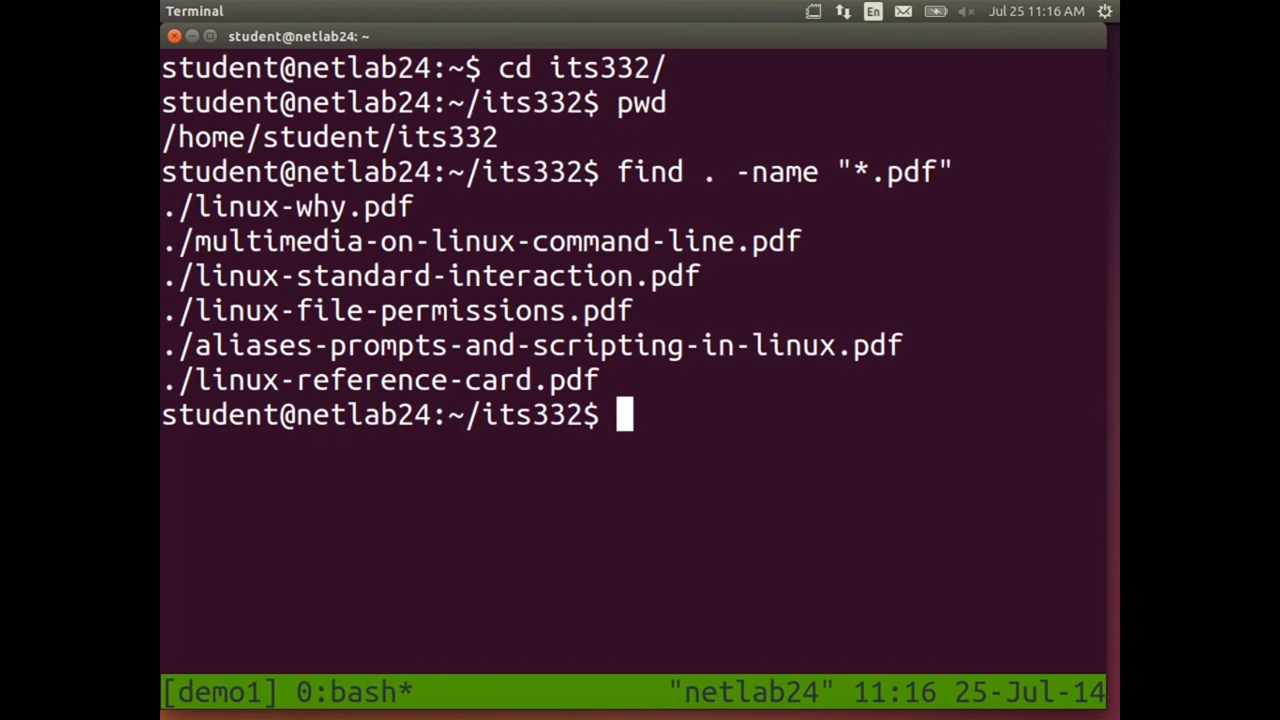 Terminal En Jul 25 11:16 AM
student@netlab24: ~
student@netlab24:~$ cd its332/
student@netlab24:~/its332$ pwd
/home/student/its332
student@netlab24:~/its332$ find . -name "*.pdf"
./linux-why.pdf
./multimedia-on-linux-command-line.pdf
./linux-standard-interaction.pdf
./linux-file-permissions.pdf
./aliases-prompts-and-scripting-in-linux.pdf
./linux-reference-card.pdf
student@netlab24:~/its332$
[demo1] 0:bash* "netlab24" 11:16 25-Jul-14